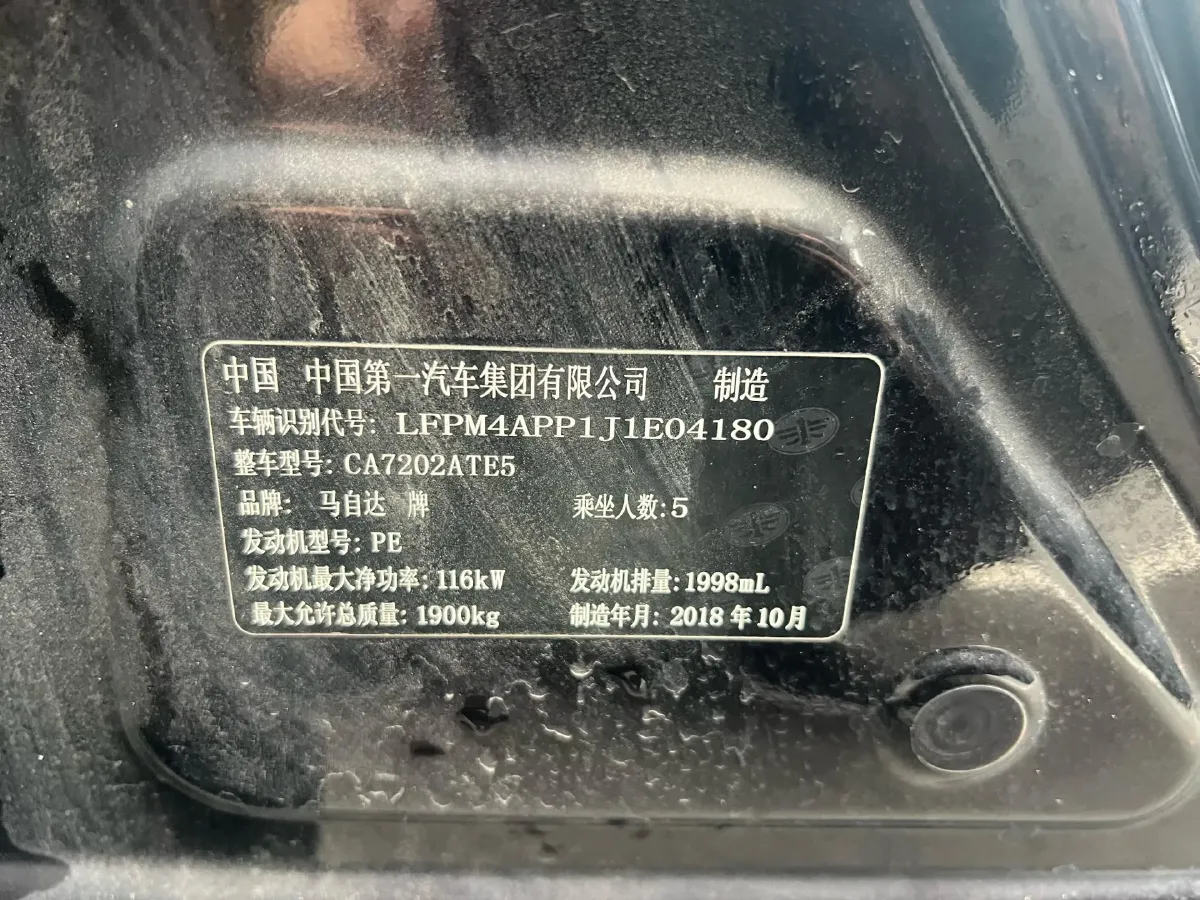 中国 中国第一汽车集团有限公司 制造
车辆识别代号: LFPM4APP1J1E04180
整车型号: CA7202ATE5
品牌: 马自达 牌 乘坐人数: 5
发动机型号: PE
发动机最大净功率: 116kW 发动机排量: 1998mL
最大允许总质量: 1900kg 制造年月: 2018 年 10 月